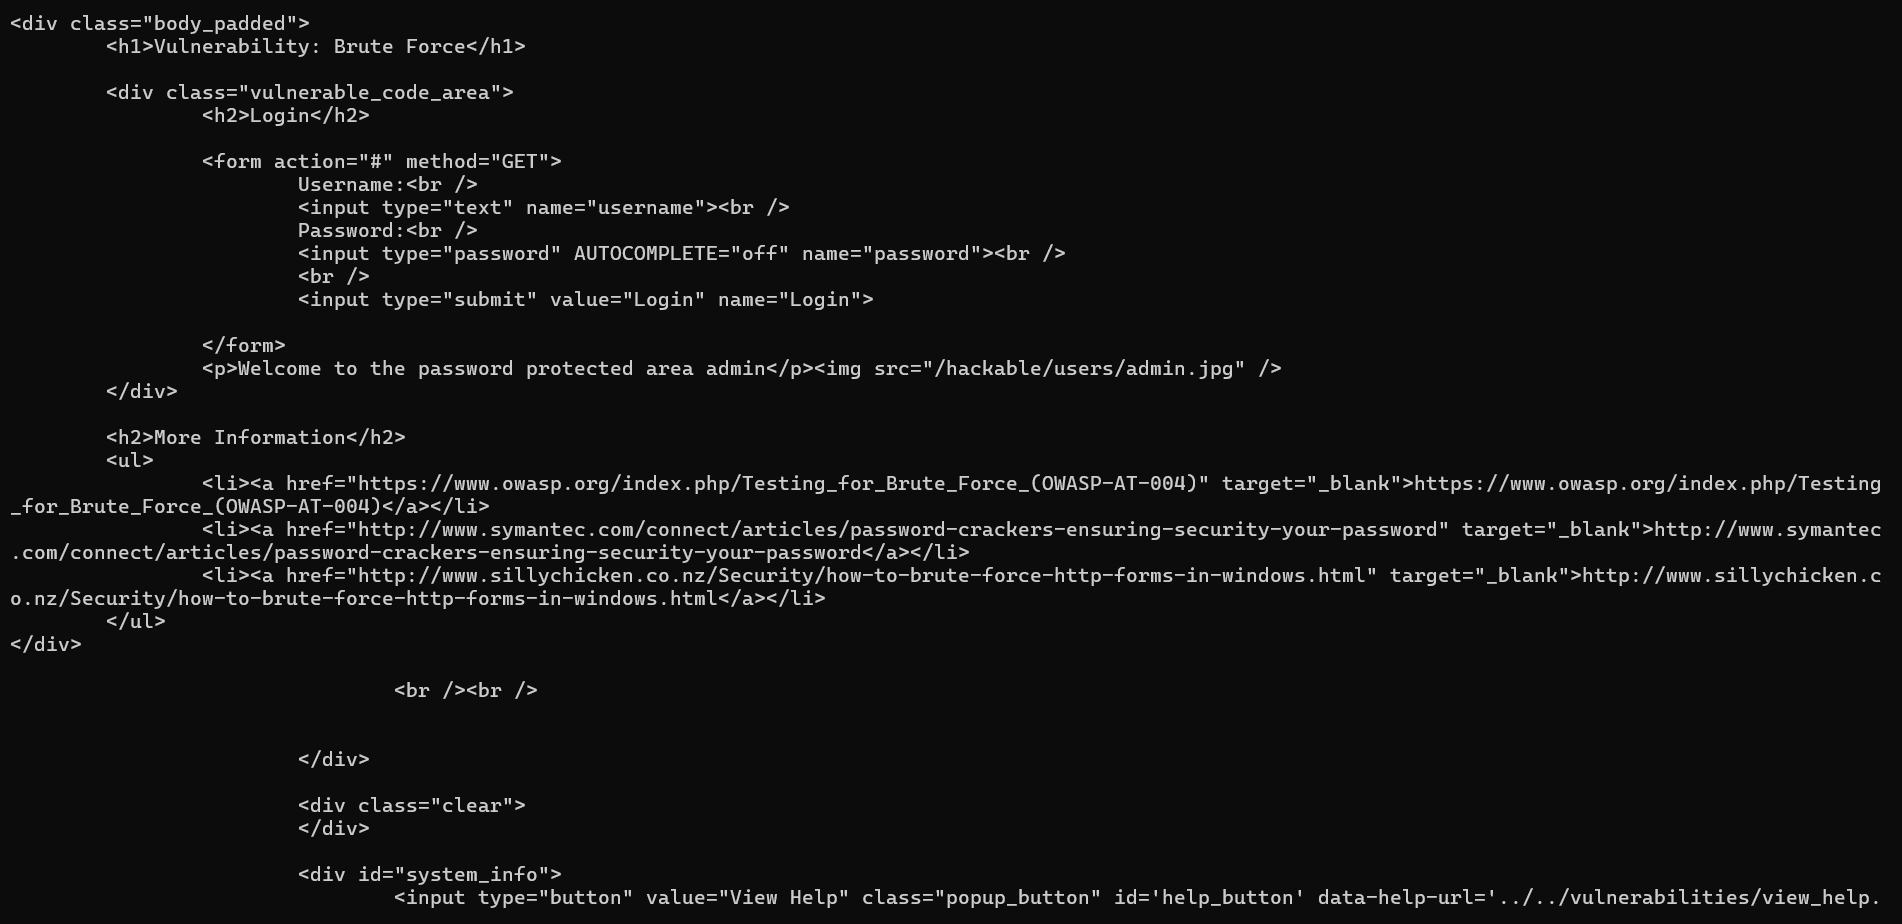 <div class="body_padded">
<h1>Vulnerability: Brute Force</h1>
<div class="vulnerable_code_area">
<h2>Login</h2>
<form action="#" method="GET">
Username:<br />
<input type="text" name="username"><br />
Password:<br />
<input type="password" AUTOCOMPLETE="off" name="password"><br />
<br />
<input type="submit" value="Login" name="Login">
</form>
<p>Welcome to the password protected area admin</p><img src="/hackable/users/admin.jpg" />
</div>
<h2>More Information</h2>
<ul>
<li><a href="https://www.owasp.org/index.php/Testing_for_Brute_Force_(OWASP-AT-004)" target="_blank">https://www.owasp.org/index.php/Testing
_for_Brute_Force_(OWASP-AT-004)</a></li>
<li><a href="http://www.symantec.com/connect/articles/password-crackers-ensuring-security-your-password" target="_blank">http://www.symantec
.com/connect/articles/password-crackers-ensuring-security-your-password</a></li>
<li><a href="http://www.sillychicken.co.nz/Security/how-to-brute-force-http-forms-in-windows.html" target="_blank">http://www.sillychicken.c
o.nz/Security/how-to-brute-force-http-forms-in-windows.html</a></li>
</ul>
</div>
<br /><br />
</div>
<div class="clear">
</div>
<div id="system_info">
<input type="button" value="View Help" class="popup_button" id='help_button' data-help-url='../../vulnerabilities/view_help.